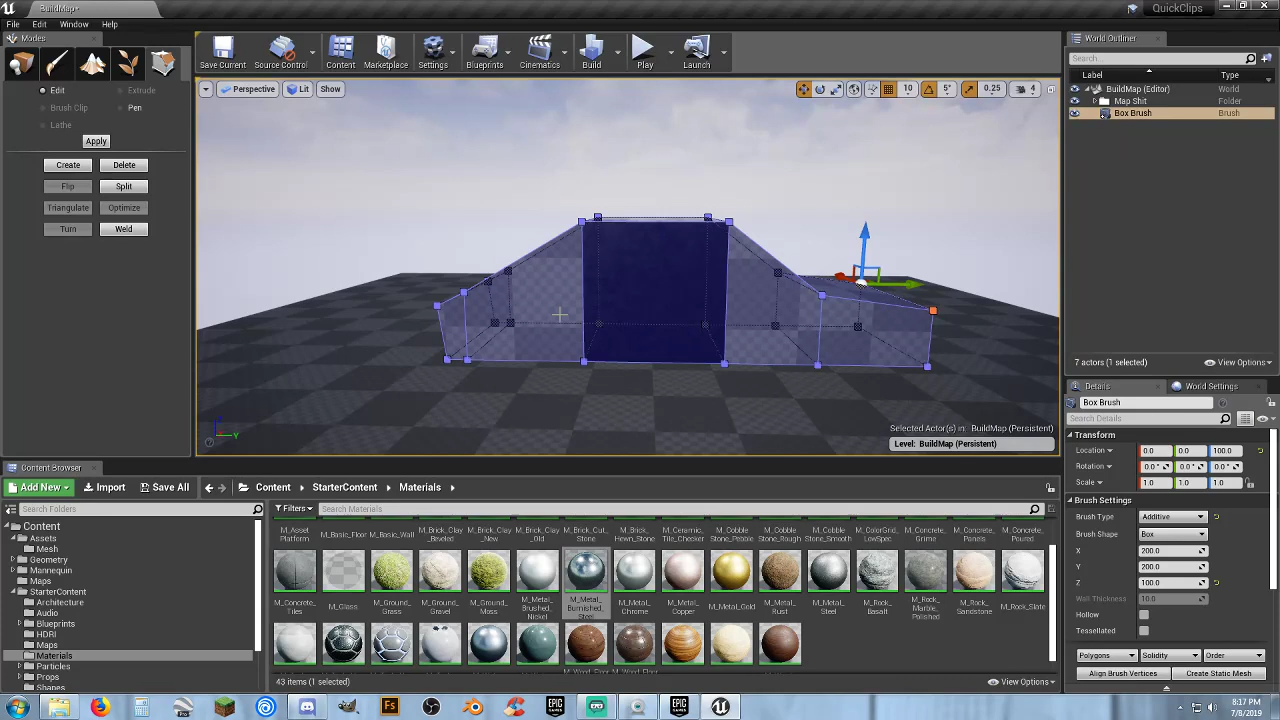 BuildMap*
QuickClips
File Edit Window Help
Modes
Save Current
Source Control
Content
Marketplace
Settings
Blueprints
Cinematics
Build
Play
Launch
Edit
Extrude
Brush Clip
Pen
Lathe
Apply
Create
Delete
Flip
Split
Triangulate
Optimize
Turn
Weld
Perspective
Lit
Show
10
5°
0.25
4
Y
Selected Actor(s) in: BuildMap (Persistent)
Level: BuildMap (Persistent)
World Outliner
Search...
Label Type
BuildMap (Editor) World
Map Shit Folder
Box Brush Brush
7 actors (1 selected)
View Options
Details
World Settings
Box Brush
Search Details
Transform
Location 0.0 0.0 100.0
Rotation 0.0° 0.0° 0.0°
Scale 1.0 1.0 1.0
Brush Settings
Brush Type Additive
Brush Shape Box
X 200.0
Y 200.0
Z 100.0
Wall Thickness 10.0
Hollow
Tessellated
Polygons
Solidity
Order
Align Brush Vertices
Create Static Mesh
Content Browser
Add New
Import
Save All
Content
StarterContent
Materials
Search Folders
Filters
Search Materials
Content
Assets
Mesh
Geometry
Mannequin
Maps
StarterContent
Architecture
Audio
Blueprints
HDRI
Maps
Materials
Particles
Props
Shapes
M_Asset_Platform
M_Basic_Floor
M_Basic_Wall
M_Brick_Clay_Beveled
M_Brick_Clay_New
M_Brick_Clay_Old
M_Brick_Cut_Stone
M_Brick_Hewn_Stone
M_Ceramic_Tile_Checker
M_Cobble_Stone_Pebble
M_Cobble_Stone_Rough
M_Cobble_Stone_Smooth
M_ColorGrid_LowSpec
M_Concrete_Grime
M_Concrete_Panels
M_Concrete_Poured
M_Concrete_Tiles
M_Glass
M_Ground_Grass
M_Ground_Gravel
M_Ground_Moss
M_Metal_Brushed_Nickel
M_Metal_Burnished_Steel
M_Metal_Chrome
M_Metal_Copper
M_Metal_Gold
M_Metal_Rust
M_Metal_Steel
M_Rock_Basalt
M_Rock_Marble_Polished
M_Rock_Sandstone
M_Rock_Slate
43 items (1 selected)
View Options
8:17 PM
7/8/2019